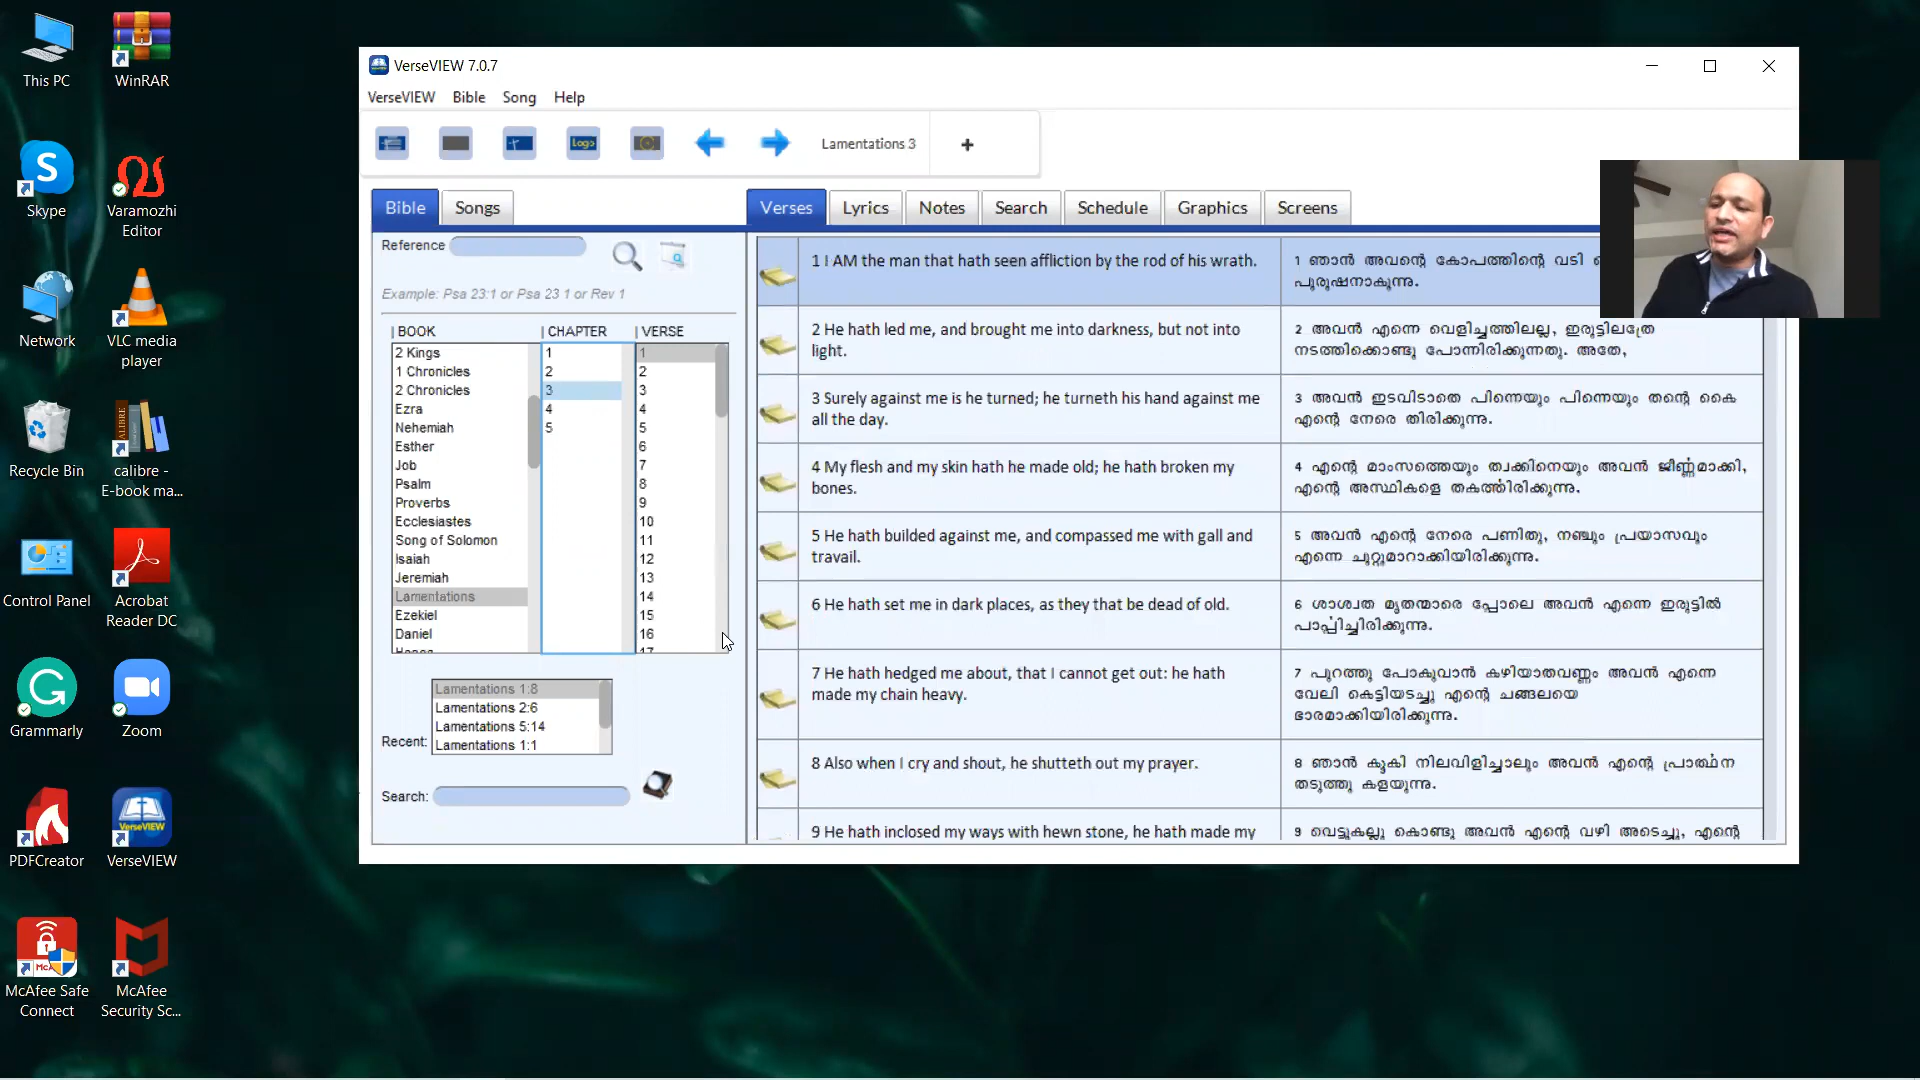 This PC
WinRAR
Skype
Varamozhi
Editor
Network
VLC media
player
Recycle Bin
calibre -
E-book ma...
Control Panel
Acrobat
Reader DC
Grammarly
Zoom
PDFCreator
VerseVIEW
McAfee Safe
Connect
McAfee
Security Sc...
VerseVIEW 7.0.7
VerseVIEW Bible Song Help
Logo
Lamentations 3
+
Bible Songs
Verses Lyrics Notes Search Schedule Graphics Screens
Reference
Example: Psa 23:1 or Psa 23 1 or Rev 1
| BOOK | CHAPTER | VERSE
2 Kings 1 1
1 Chronicles 2 2
2 Chronicles 3 3
Ezra 4 4
Nehemiah 5 5
Esther 6
Job 7
Psalm 8
Proverbs 9
Ecclesiastes 10
Song of Solomon 11
Isaiah 12
Jeremiah 13
Lamentations 14
Ezekiel 15
Daniel 16
Hosea 17
Lamentations 1:8
Lamentations 2:6
Lamentations 5:14
Recent: Lamentations 1:1
Search:
1 I AM the man that hath seen affliction by the rod of his wrath.
1 ഞാൻ അവന്റെ കോപത്തിന്റെ വടി
പുരുഷനാകുന്നു.
2 He hath led me, and brought me into darkness, but not into
light.
2 അവൻ എന്നെ വെളിച്ചത്തിലല്ല, ഇരുട്ടിലത്രേ
നടത്തിക്കൊണ്ടു പോന്നിരിക്കുന്നതു. അതേ,
3 Surely against me is he turned; he turneth his hand against me
all the day.
3 അവൻ ഇടവിടാതെ പിന്നെയും പിന്നെയും തന്റെ കൈ
എന്റെ നേരെ തിരിക്കുന്നു.
4 My flesh and my skin hath he made old; he hath broken my
bones.
4 എന്റെ മാംസത്തെയും ത്വക്കിനെയും അവൻ ജീൎണ്ണമാക്കി,
എന്റെ അസ്ഥികളെ തകൎത്തിരിക്കുന്നു.
5 He hath builded against me, and compassed me with gall and
travail.
5 അവൻ എന്റെ നേരെ പണിതു, നഞ്ചും പ്രയാസവും
എന്നെ ചുറ്റുമാറാക്കിയിരിക്കുന്നു.
6 He hath set me in dark places, as they that be dead of old.
6 ശാശ്വത മൃതന്മാരെ പ്പോലെ അവൻ എന്നെ ഇരുട്ടിൽ
പാൎപ്പിച്ചിരിക്കുന്നു.
7 He hath hedged me about, that I cannot get out: he hath
made my chain heavy.
7 പുറത്തു പോകുവാൻ കഴിയാതവണ്ണം അവൻ എന്നെ
വേലി കെട്ടിയടച്ചു എന്റെ ചങ്ങലയെ
ഭാരമാക്കിയിരിക്കുന്നു.
8 Also when I cry and shout, he shutteth out my prayer.
8 ഞാൻ കൂകി നിലവിളിച്ചാലും അവൻ എന്റെ പ്രാൎത്ഥന
തടുത്തു കളയുന്നു.
9 He hath inclosed my ways with hewn stone, he hath made my
9 വെട്ടുകല്ലു കൊണ്ടു അവൻ എന്റെ വഴി അടെച്ചു, എന്റെ